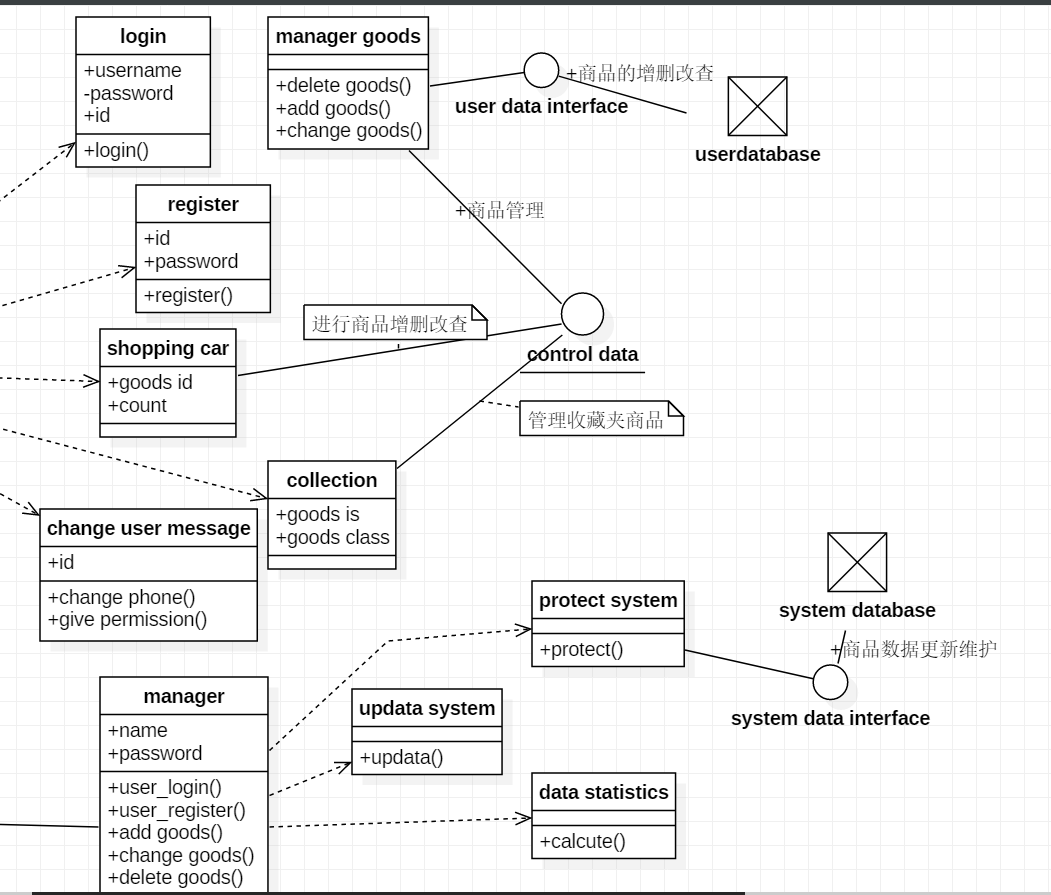 login
+username
-password
+id
+login()
manager goods
+delete goods()
+add goods()
+change goods()
user data interface
+商品的增删改查
userdatabase
register
+id
+password
+register()
+商品管理
进行商品增删改查
control data
shopping car
+goods id
+count
管理收藏夹商品
collection
+goods is
+goods class
change user message
+id
+change phone()
+give permission()
protect system
+protect()
system database
+商品数据更新维护
system data interface
manager
+name
+password
+user_login()
+user_register()
+add goods()
+change goods()
+delete goods()
updata system
+updata()
data statistics
+calcute()